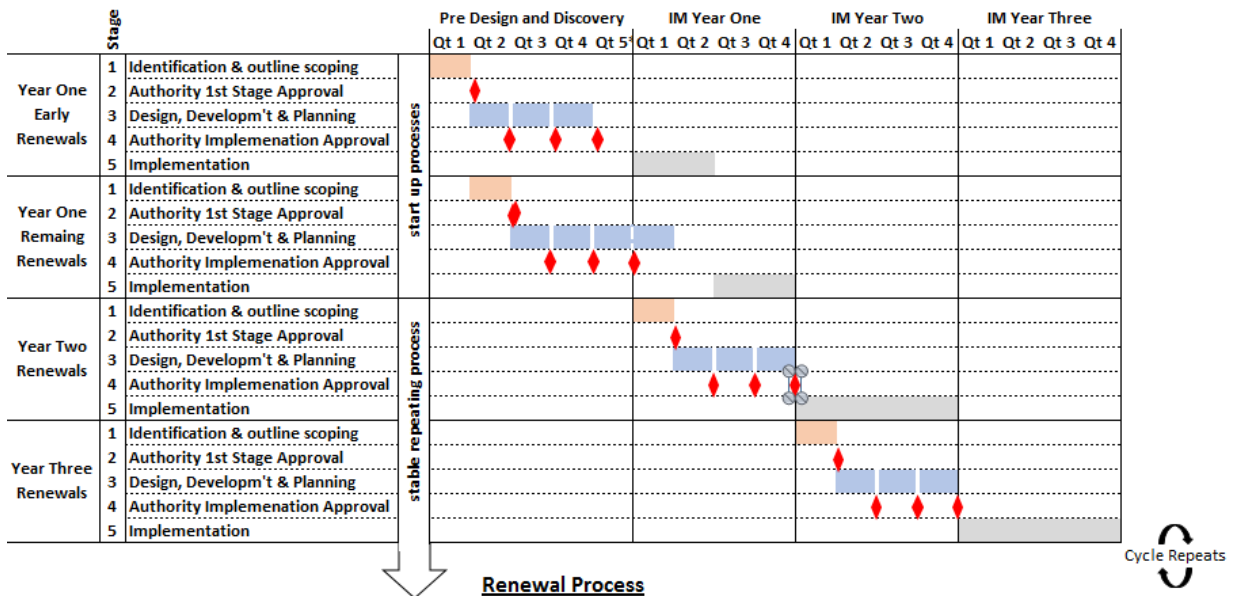 Pre Design and Discovery IM Year One IM Year Two IM Year Three
Stage
Qt 1 Qt 2 Qt 3 Qt 4 Qt 5* Qt 1 Qt 2 Qt 3 Qt 4 Qt 1 Qt 2 Qt 3 Qt 4 Qt 1 Qt 2 Qt 3 Qt 4
Year One
Early
Renewals
1 Identification & outline scoping
2 Authority 1st Stage Approval
3 Design, Developm't & Planning
4 Authority Implemenation Approval
5 Implementation
start up processes
Year One
Remaing
Renewals
1 Identification & outline scoping
2 Authority 1st Stage Approval
3 Design, Developm't & Planning
4 Authority Implemenation Approval
5 Implementation
Year Two
Renewals
1 Identification & outline scoping
2 Authority 1st Stage Approval
3 Design, Developm't & Planning
4 Authority Implemenation Approval
5 Implementation
stable repeating process
Year Three
Renewals
1 Identification & outline scoping
2 Authority 1st Stage Approval
3 Design, Developm't & Planning
4 Authority Implemenation Approval
5 Implementation
Cycle Repeats
Renewal Process